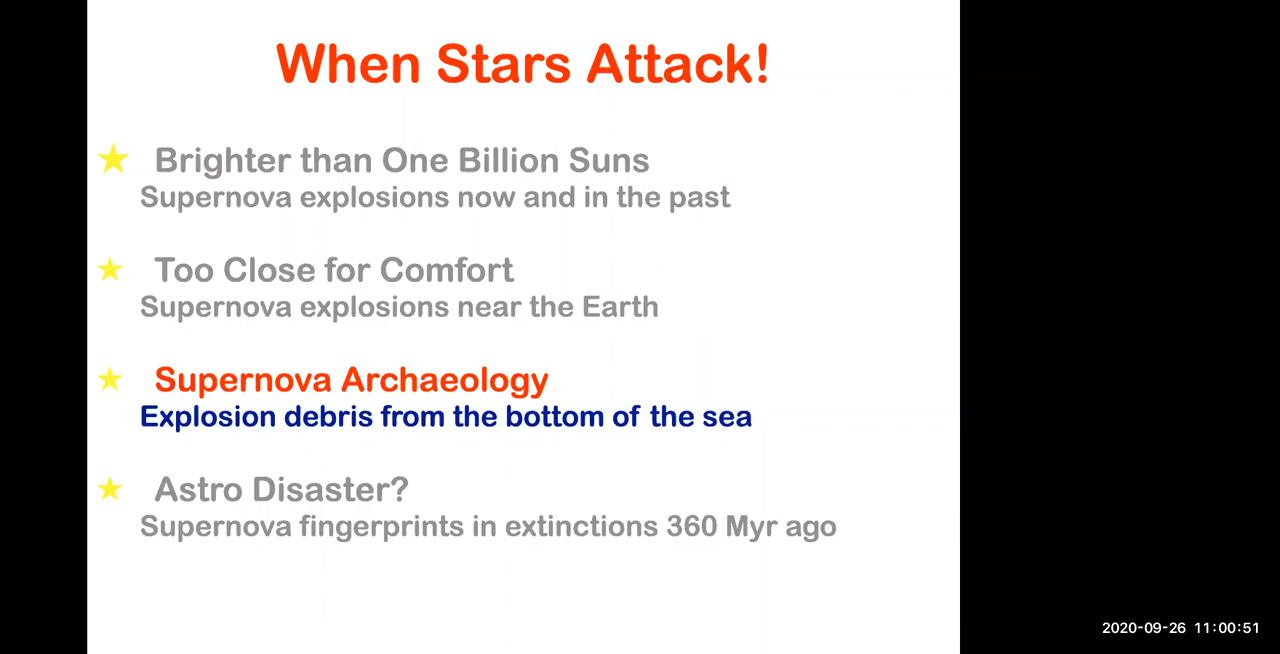 When Stars Attack!
Brighter than One Billion Suns
Supernova explosions now and in the past
Too Close for Comfort
Supernova explosions near the Earth
Supernova Archaeology
Explosion debris from the bottom of the sea
Astro Disaster?
Supernova fingerprints in extinctions 360 Myr ago
2020-09-26 11:00:51